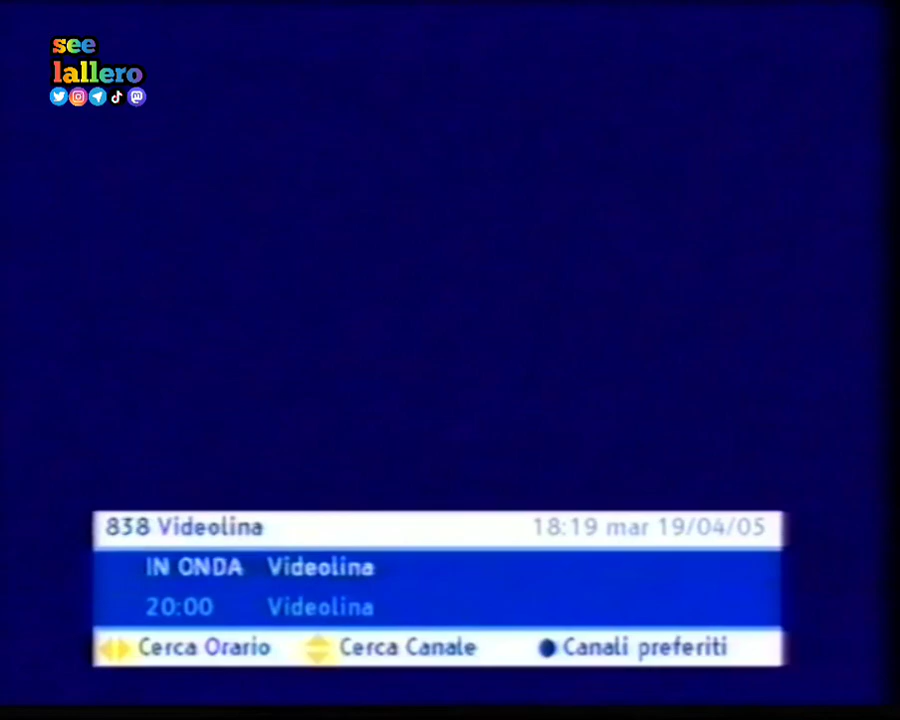 see
lallero
838 Videolina 18:19 mar 19/04/05
IN ONDA Videolina
20:00 Videolina
Cerca Orario Cerca Canale Canali preferiti